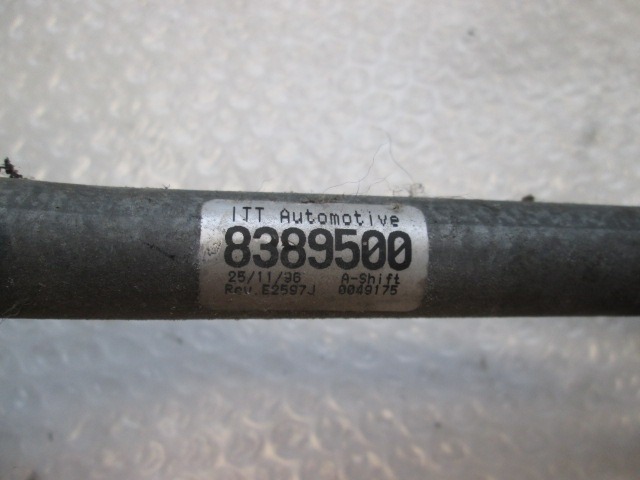 ITT Automotive
8389500
25/11/96 A-Shift
Rev.E2597J 0049175